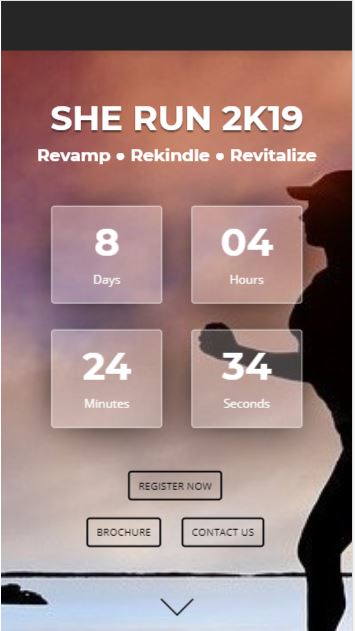 SHE RUN 2K19
Revamp ● Rekindle ● Revitalize
8 04
Days Hours
24 34
Minutes Seconds
REGISTER NOW
BROCHURE CONTACT US